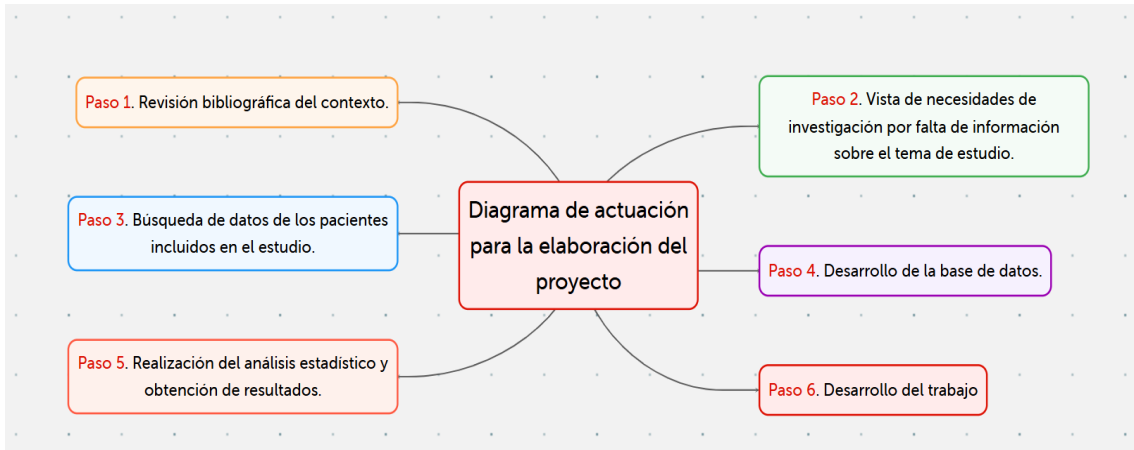 Paso 1. Revisión bibliográfica del contexto.
Paso 2. Vista de necesidades de
investigación por falta de información
sobre el tema de estudio.
Diagrama de actuación
para la elaboración del
proyecto
Paso 3. Búsqueda de datos de los pacientes
incluidos en el estudio.
Paso 4. Desarrollo de la base de datos.
Paso 5. Realización del análisis estadístico y
obtención de resultados.
Paso 6. Desarrollo del trabajo